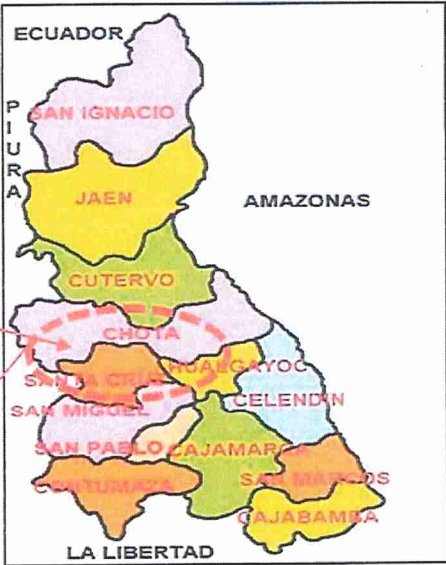 ECUADOR
PIURA
SAN IGNACIO
JAEN
AMAZONAS
CUTERVO
CHOTA
HUALGAYOC
SANTA CRUZ
CELENDIN
SAN MIGUEL
SAN PABLO
CAJAMARCA
SAN MARCOS
CONTUMAZA
CAJABAMBA
LA LIBERTAD